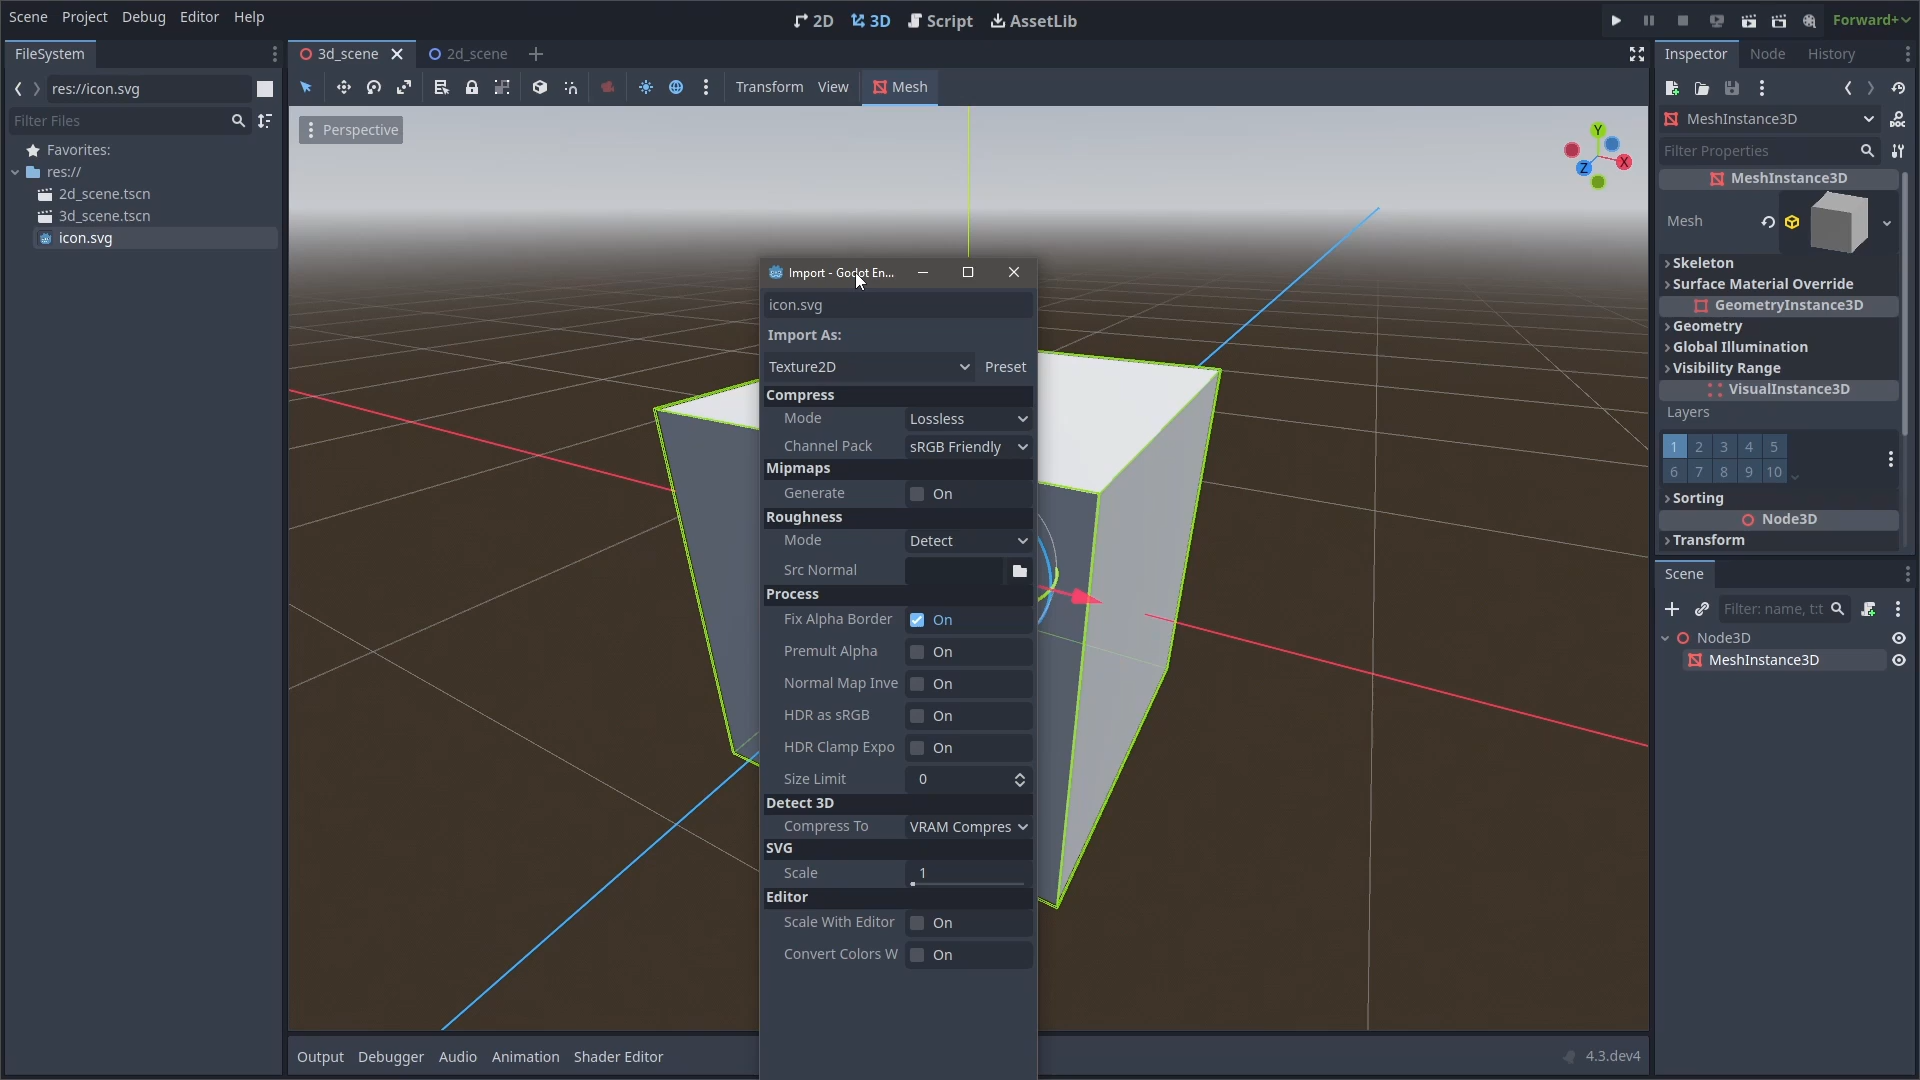 Scene Project Debug Editor Help
2D 3D Script AssetLib
Forward+
FileSystem
res://icon.svg
Filter Files
Favorites:
res://
2d_scene.tscn
3d_scene.tscn
icon.svg
3d_scene 2d_scene
Transform View Mesh
Perspective
Y
X
Z
Import - Godot En...
icon.svg
Import As:
Texture2D Preset
Compress
Mode Lossless
Channel Pack sRGB Friendly
Mipmaps
Generate On
Roughness
Mode Detect
Src Normal
Process
Fix Alpha Border On
Premult Alpha On
Normal Map Inve On
HDR as sRGB On
HDR Clamp Expo On
Size Limit 0
Detect 3D
Compress To VRAM Compres
SVG
Scale 1
Editor
Scale With Editor On
Convert Colors W On
Output Debugger Audio Animation Shader Editor
4.3.dev4
Inspector Node History
MeshInstance3D
Filter Properties
MeshInstance3D
Mesh
Skeleton
Surface Material Override
GeometryInstance3D
Geometry
Global Illumination
Visibility Range
VisualInstance3D
Layers
1 2 3 4 5
6 7 8 9 10
Sorting
Node3D
Transform
Scene
Filter: name, t:t
Node3D
MeshInstance3D